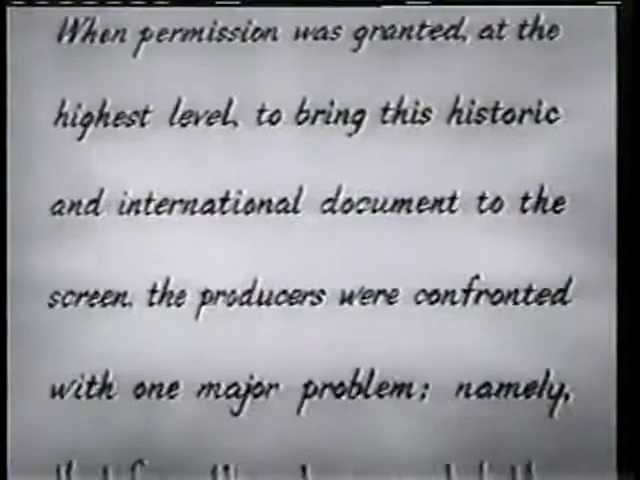 When permission was granted, at the
highest level, to bring this historic
and international document to the
screen, the producers were confronted
with one major problem; namely,